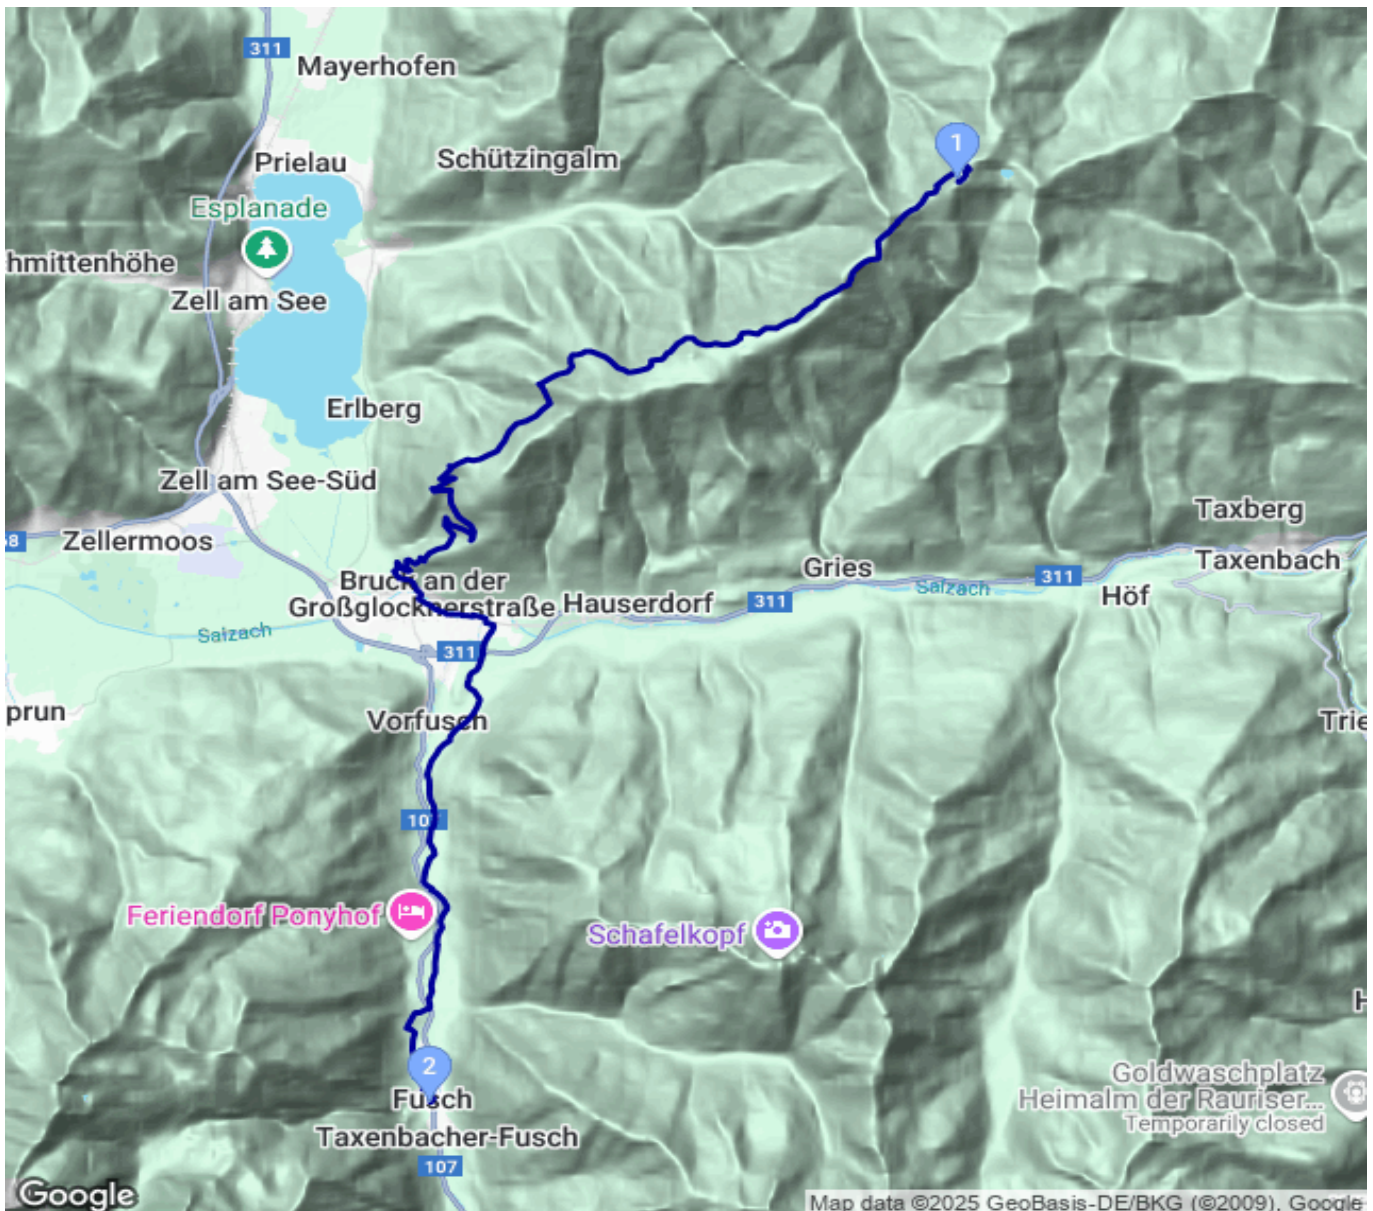 311
Mayerhofen
Prielau
Schützingalm
1
Esplanade
hmittenhöhe
Zell am See
Erlberg
Zell am See-Süd
Taxberg
68
Zellermoos
Taxenbach
Bruck an der
Großglocknerstraße
Hauserdorf
Gries
311
Salzach
311
Höf
Salzach
311
prun
Vorfusch
Trie
107
Feriendorf Ponyhof
Schafelkopf
H
2
Fusch
Goldwaschplatz
Heimalm der Rauriser...
Temporarily closed
Taxenbacher-Fusch
107
Google
Map data ©2025 GeoBasis-DE/BKG (©2009), Google